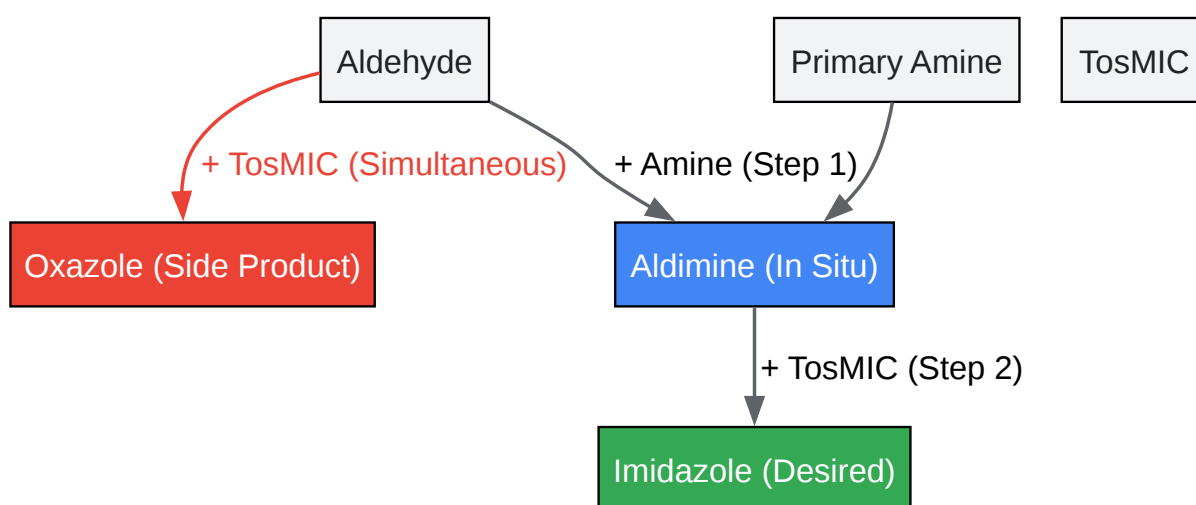 Aldehyde
Primary Amine
TosMIC
+ TosMIC (Simultaneous)
+ Amine (Step 1)
Oxazole (Side Product)
Aldimine (In Situ)
+ TosMIC (Step 2)
Imidazole (Desired)